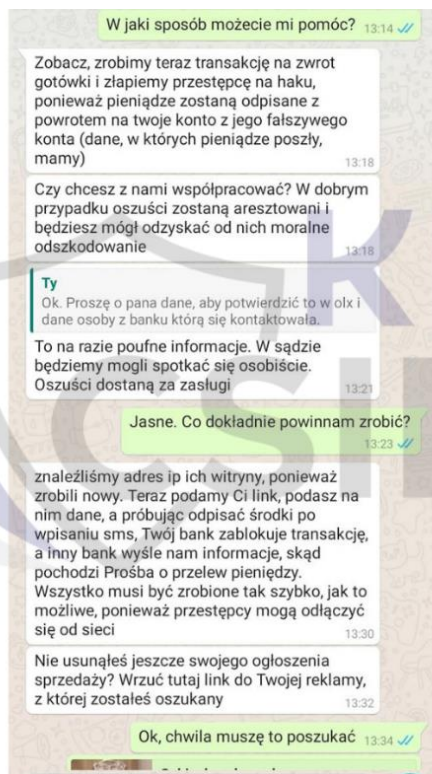 W jaki sposób możecie mi pomóc? 13:14
Zobacz, zrobimy teraz transakcję na zwrot
gotówki i złapiemy przestępcę na haku,
ponieważ pieniądze zostaną odpisane z
powrotem na twoje konto z jego fałszywego
konta (dane, w których pieniądze poszły,
mamy) 13:18
Czy chcesz z nami współpracować? W dobrym
przypadku oszuści zostaną aresztowani i
będziesz mógł odzyskać od nich moralne
odszkodowanie 13:18
Ty
Ok. Proszę o pana dane, aby potwierdzić to w olx i
dane osoby z banku którą się kontaktowała.
To na razie poufne informacje. W sądzie
będziemy mogli spotkać się osobiście.
Oszuści dostaną za zasługi 13:21
Jasne. Co dokładnie powinnam zrobić?
13:23
znaleźliśmy adres ip ich witryny, ponieważ
zrobili nowy. Teraz podamy Ci link, podasz na
nim dane, a próbując odpisać środki po
wpisaniu sms, Twój bank zablokuje transakcję,
a inny bank wyśle nam informacje, skąd
pochodzi Prośba o przelew pieniędzy.
Wszystko musi być zrobione tak szybko, jak to
możliwe, ponieważ przestępcy mogą odłączyć
się od sieci 13:30
Nie usunąłeś jeszcze swojego ogłoszenia
sprzedaży? Wrzuć tutaj link do Twojej reklamy,
z której zostałeś oszukany 13:32
Ok, chwila muszę to poszukać 13:34